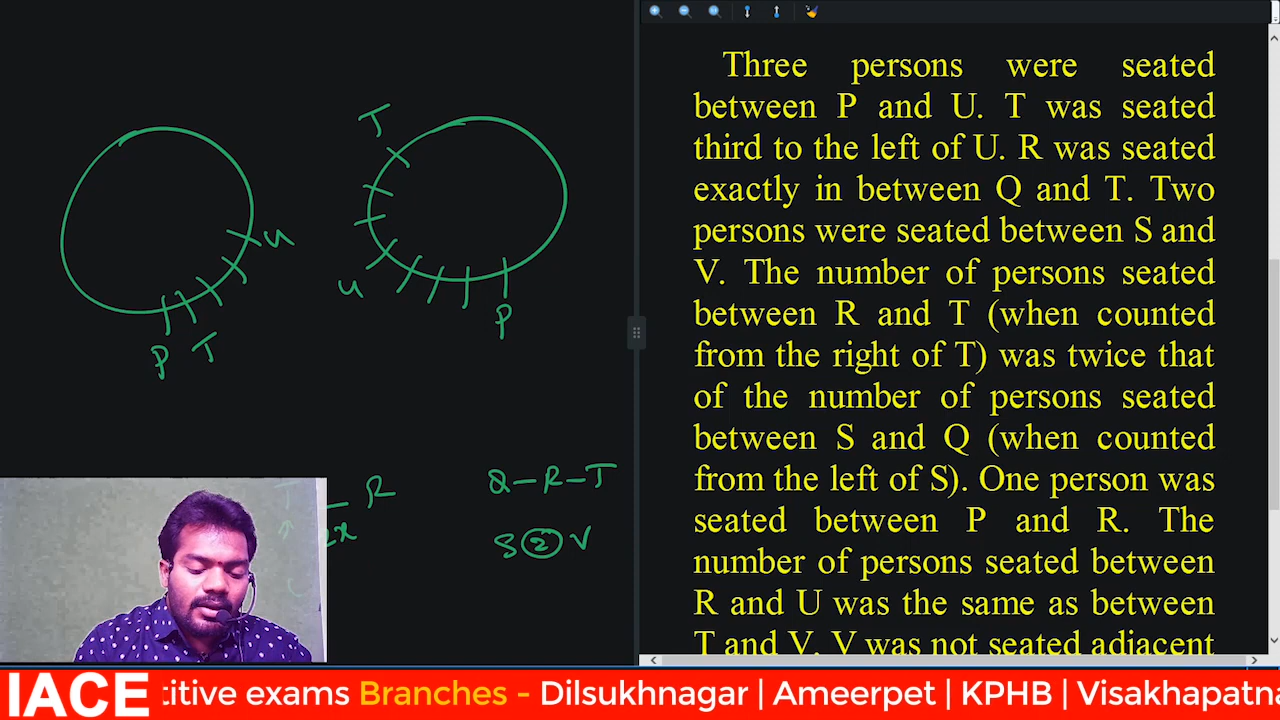 Three persons were seated
between P and U. T was seated
third to the left of U. R was seated
exactly in between Q and T. Two
persons were seated between S and
V. The number of persons seated
between R and T (when counted
from the right of T) was twice that
of the number of persons seated
between S and Q (when counted
from the left of S). One person was
seated between P and R. The
number of persons seated between
R and U was the same as between
T and V. V was not seated adjacent
T
u
P T
u
P
R
2x
Q - R - T
S ② V
IACE
titive exams Branches - Dilsukhnagar | Ameerpet | KPHB | Visakhapatna